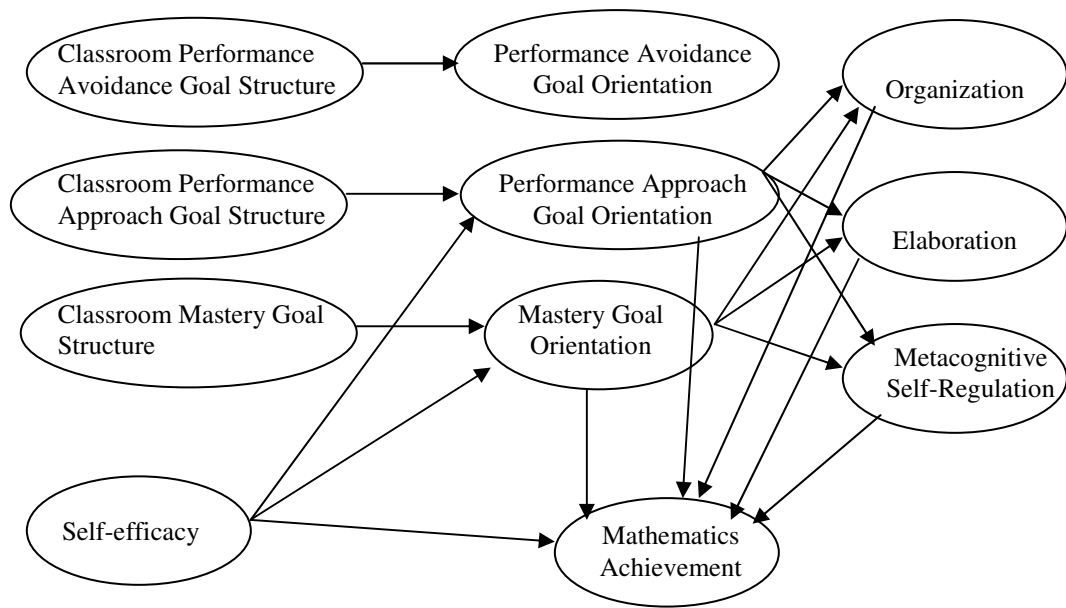 Classroom Performance
Avoidance Goal Structure
Performance Avoidance
Goal Orientation
Organization
Classroom Performance
Approach Goal Structure
Performance Approach
Goal Orientation
Elaboration
Classroom Mastery Goal
Structure
Mastery Goal
Orientation
Metacognitive
Self-Regulation
Self-efficacy
Mathematics
Achievement